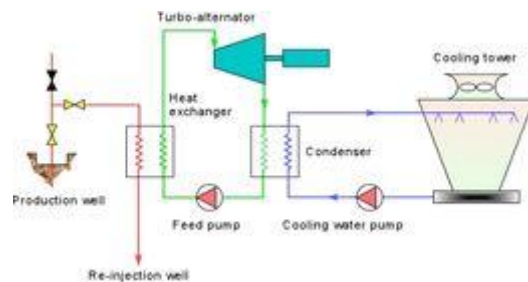 Turbo-alternator
Cooling tower
Heat
exchanger
Condenser
Production well
Feed pump
Cooling water pump
Re-injection well